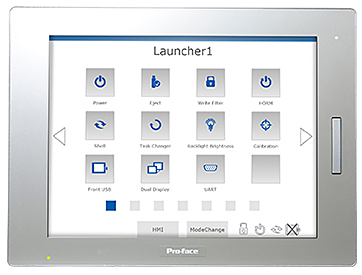 Launcher1
Power Eject Write Filter
Shell Task Changer Backlight Brightness Calibration
Front USB Dual Display UART
HMI ModeChange
Pro-face